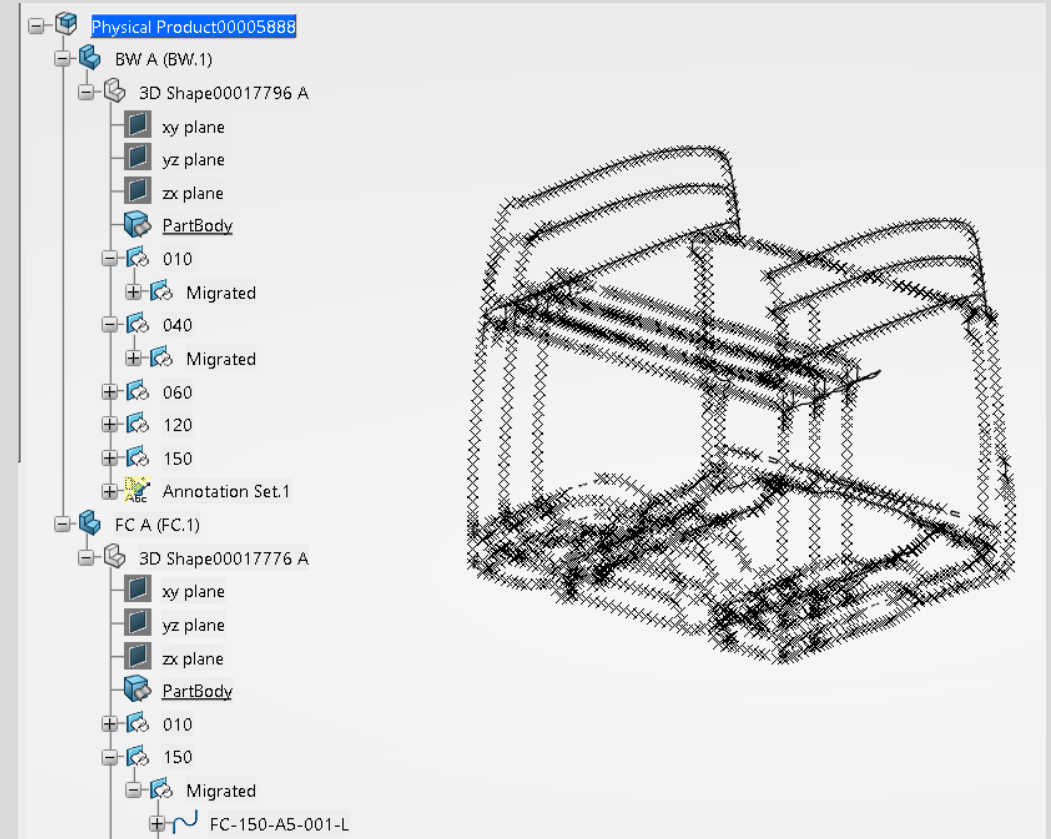 Physical Product00005888
BW A (BW.1)
3D Shape00017796 A
xy plane
yz plane
zx plane
PartBody
010
Migrated
040
Migrated
060
120
150
Abc
Annotation Set.1
FC A (FC.1)
3D Shape00017776 A
xy plane
yz plane
zx plane
PartBody
010
150
Migrated
FC-150-A5-001-L